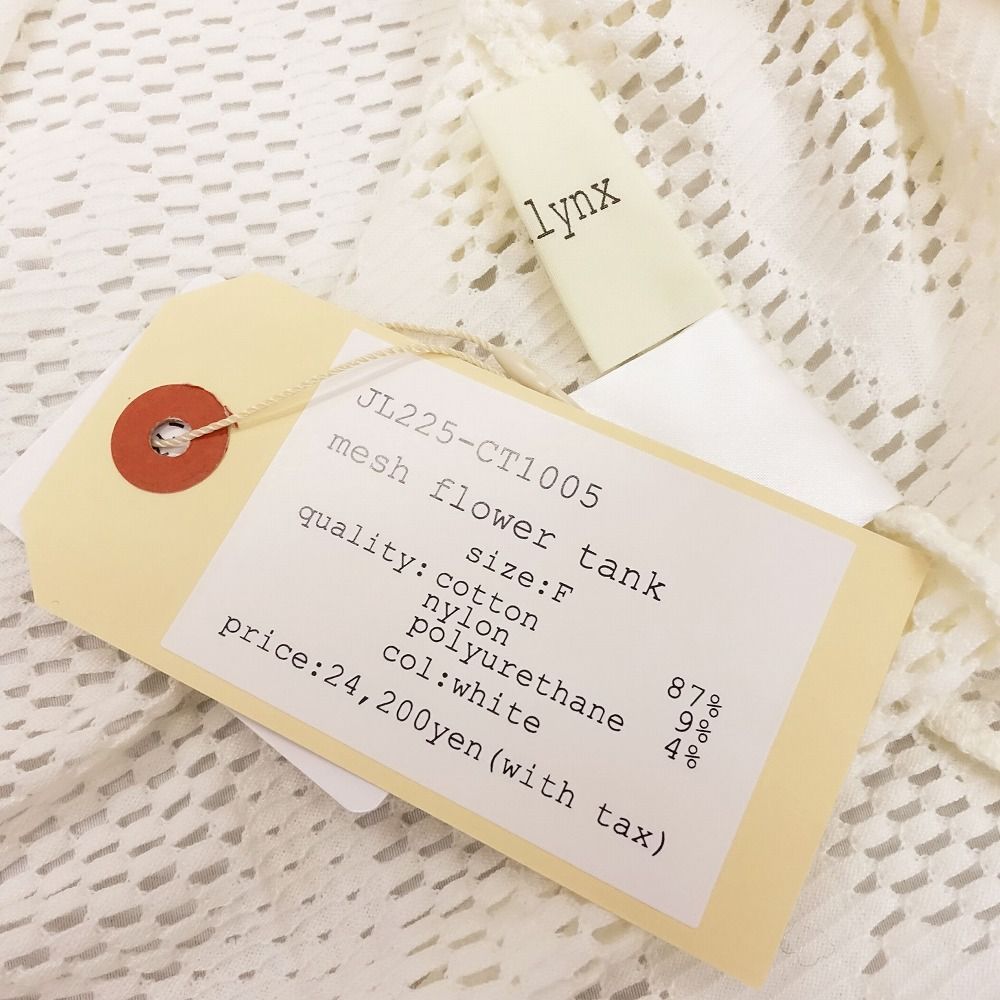 lynx
JL225-CT1005
mesh flower tank
size:F
quality:cotton 87%
nylon 9%
polyurethane 4%
col:white
price:24,200yen(with tax)